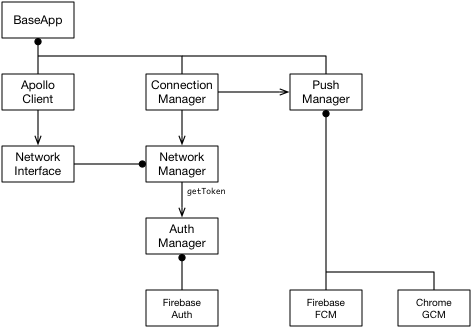 BaseApp
Apollo
Client
Connection
Manager
Push
Manager
Network
Interface
Network
Manager
getToken
Auth
Manager
Firebase
Auth
Firebase
FCM
Chrome
GCM